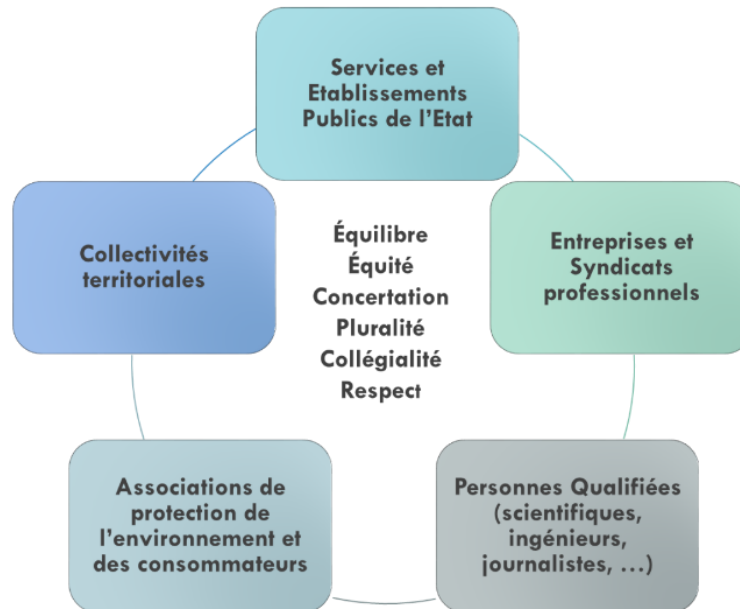 Services et
Etablissements
Publics de l'Etat
Collectivités
territoriales
Équilibre
Équité
Concertation
Pluralité
Collégialité
Respect
Entreprises et
Syndicats
professionnels
Associations de
protection de
l'environnement et
des consommateurs
Personnes Qualifiées
(scientifiques,
ingénieurs,
journalistes, ...)